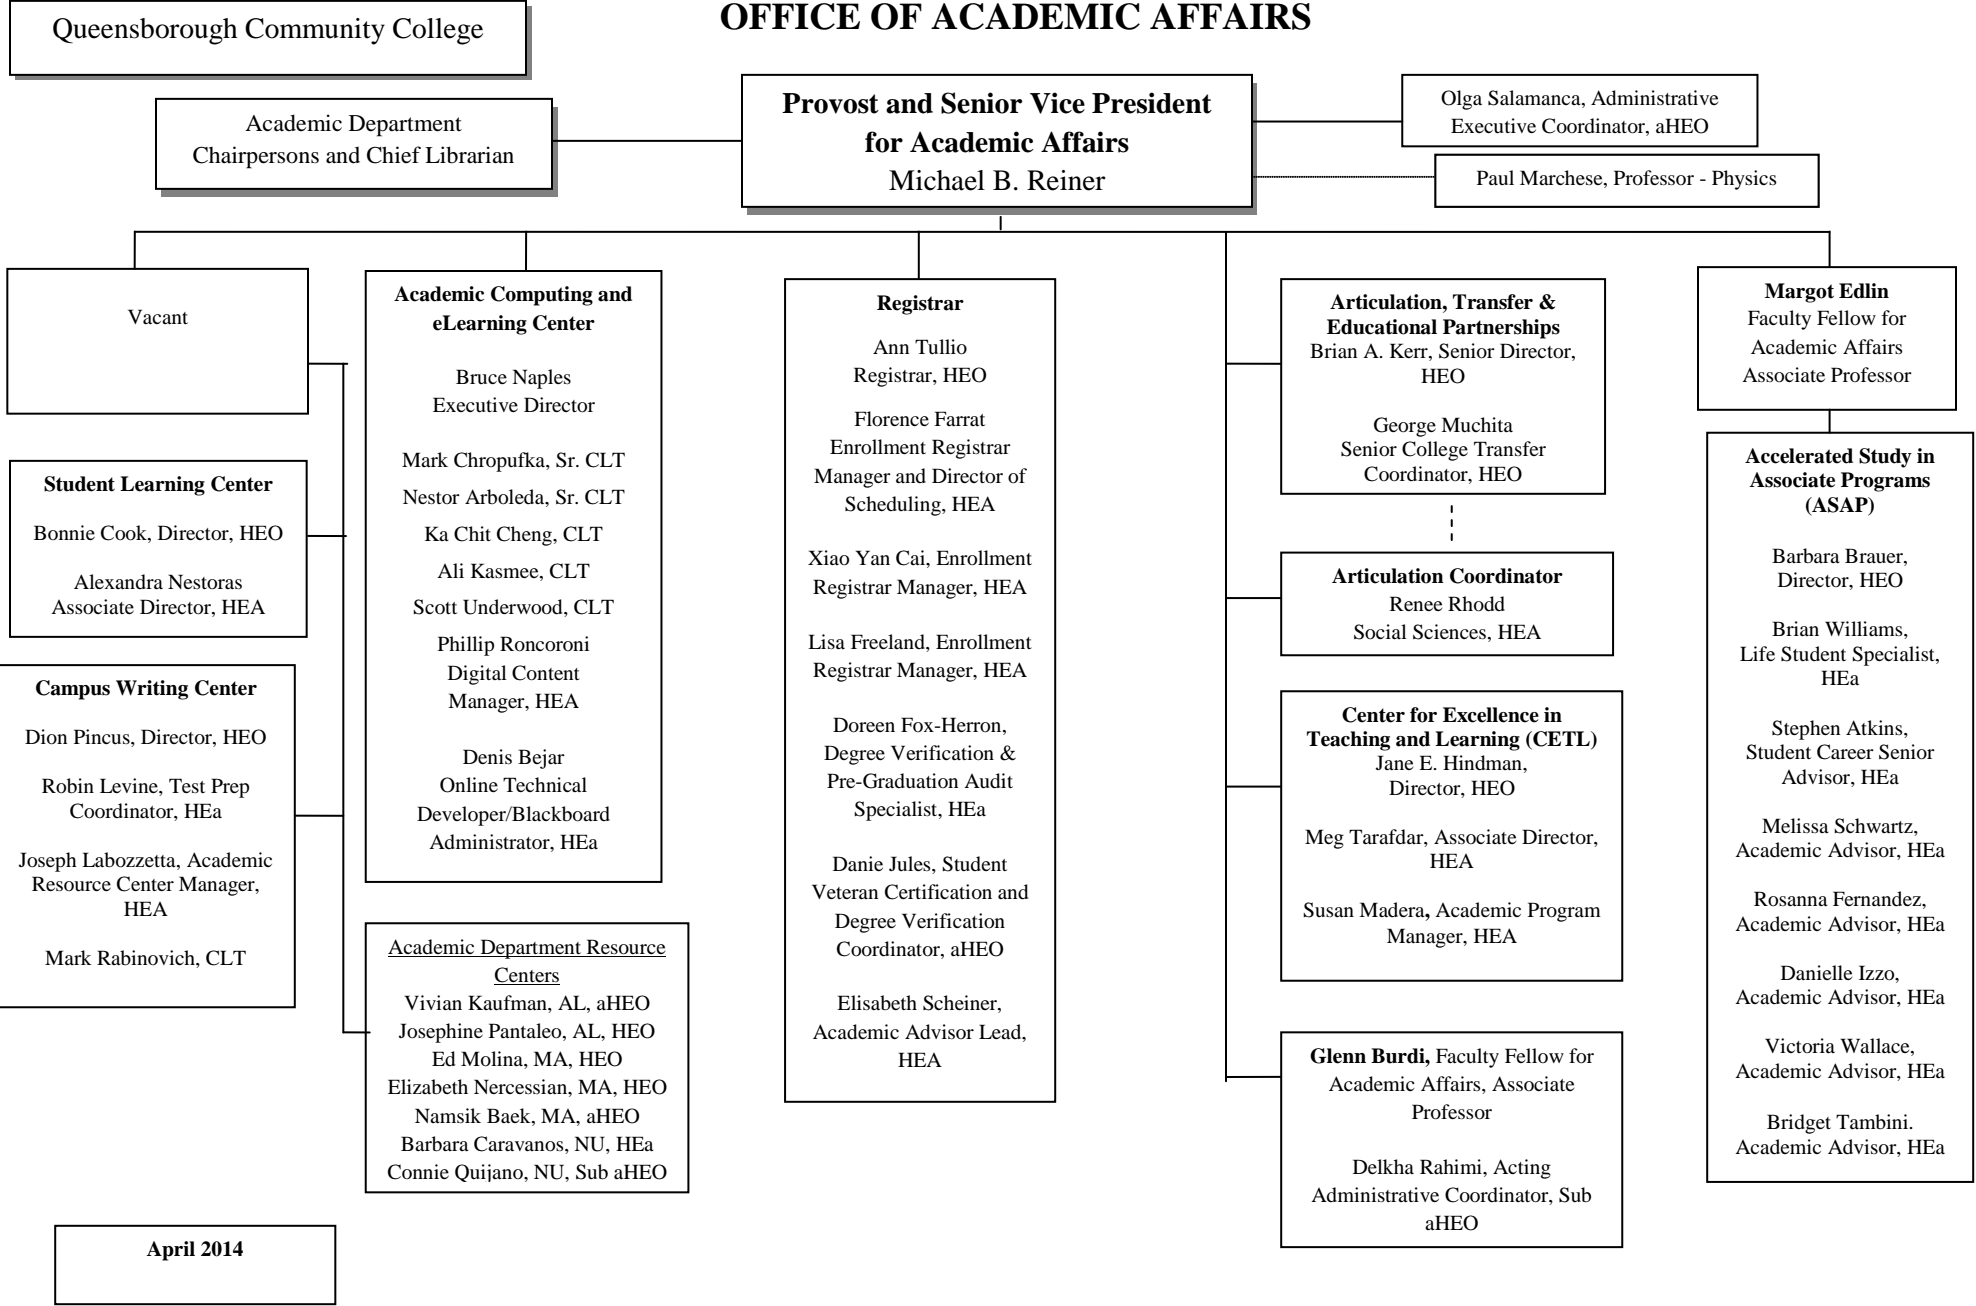 OFFICE OF ACADEMIC AFFAIRS
Queensborough Community College
Academic Department
Chairpersons and Chief Librarian
Provost and Senior Vice President
for Academic Affairs
Michael B. Reiner
Olga Salamanca, Administrative
Executive Coordinator, aHEO
Paul Marchese, Professor - Physics
Vacant
Student Learning Center
Bonnie Cook, Director, HEO
Alexandra Nestoras
Associate Director, HEA
Campus Writing Center
Dion Pincus, Director, HEO
Robin Levine, Test Prep
Coordinator, HEa
Joseph Labozzetta, Academic
Resource Center Manager,
HEA
Mark Rabinovich, CLT
Academic Computing and
eLearning Center
Bruce Naples
Executive Director
Mark Chropufka, Sr. CLT
Nestor Arboleda, Sr. CLT
Ka Chit Cheng, CLT
Ali Kasmee, CLT
Scott Underwood, CLT
Phillip Roncoroni
Digital Content
Manager, HEA
Denis Bejar
Online Technical
Developer/Blackboard
Administrator, HEa
Academic Department Resource
Centers
Vivian Kaufman, AL, aHEO
Josephine Pantaleo, AL, HEO
Ed Molina, MA, HEO
Elizabeth Nercessian, MA, HEO
Namsik Baek, MA, aHEO
Barbara Caravanos, NU, HEa
Connie Quijano, NU, Sub aHEO
Registrar
Ann Tullio
Registrar, HEO
Florence Farrat
Enrollment Registrar
Manager and Director of
Scheduling, HEA
Xiao Yan Cai, Enrollment
Registrar Manager, HEA
Lisa Freeland, Enrollment
Registrar Manager, HEA
Doreen Fox-Herron,
Degree Verification &
Pre-Graduation Audit
Specialist, HEa
Danie Jules, Student
Veteran Certification and
Degree Verification
Coordinator, aHEO
Elisabeth Scheiner,
Academic Advisor Lead,
HEA
Articulation, Transfer &
Educational Partnerships
Brian A. Kerr, Senior Director,
HEO
George Muchita
Senior College Transfer
Coordinator, HEO
Articulation Coordinator
Renee Rhodd
Social Sciences, HEA
Center for Excellence in
Teaching and Learning (CETL)
Jane E. Hindman,
Director, HEO
Meg Tarafdar, Associate Director,
HEA
Susan Madera, Academic Program
Manager, HEA
Glenn Burdi, Faculty Fellow for
Academic Affairs, Associate
Professor
Delkha Rahimi, Acting
Administrative Coordinator, Sub
aHEO
Margot Edlin
Faculty Fellow for
Academic Affairs
Associate Professor
Accelerated Study in
Associate Programs
(ASAP)
Barbara Brauer,
Director, HEO
Brian Williams,
Life Student Specialist,
HEa
Stephen Atkins,
Student Career Senior
Advisor, HEa
Melissa Schwartz,
Academic Advisor, HEa
Rosanna Fernandez,
Academic Advisor, HEa
Danielle Izzo,
Academic Advisor, HEa
Victoria Wallace,
Academic Advisor, HEa
Bridget Tambini.
Academic Advisor, HEa
April 2014